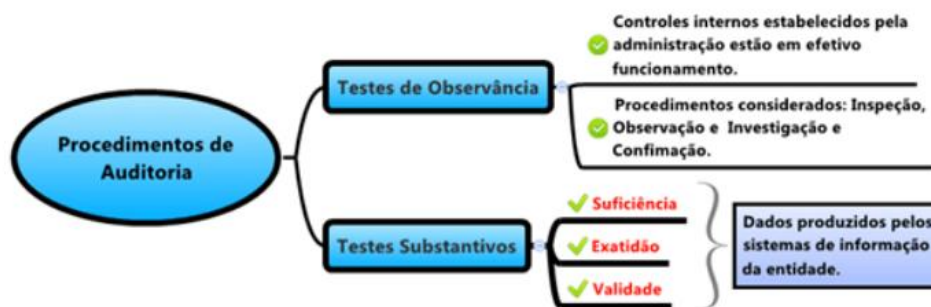 Procedimentos de
Auditoria
Testes de Observância
Controles internos estabelecidos pela
administração estão em efetivo
funcionamento.
Procedimentos considerados: Inspeção,
Observação e Investigação e
Confimação.
Testes Substantivos
Suficiência
Exatidão
Validade
Dados produzidos pelos
sistemas de informação
da entidade.